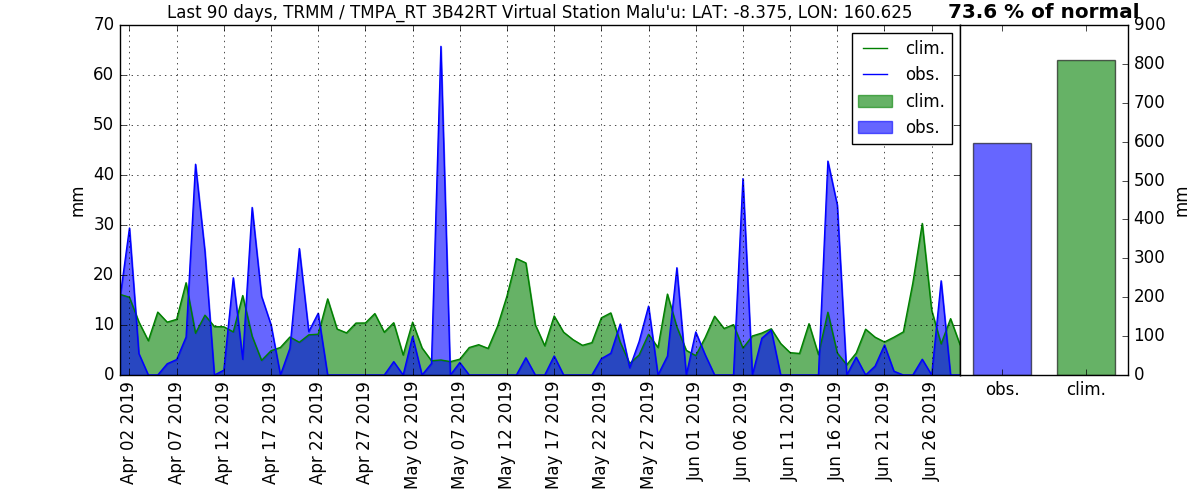 Last 90 days, TRMM / TMPA_RT 3B42RT Virtual Station Malu'u: LAT: -8.375, LON: 160.625
73.6 % of normal
70
60
50
40
30
20
10
0
mm
clim.
obs.
clim.
obs.
Apr 02 2019
Apr 07 2019
Apr 12 2019
Apr 17 2019
Apr 22 2019
Apr 27 2019
May 02 2019
May 07 2019
May 12 2019
May 17 2019
May 22 2019
May 27 2019
Jun 01 2019
Jun 06 2019
Jun 11 2019
Jun 16 2019
Jun 21 2019
Jun 26 2019
900
800
700
600
500
400
300
200
100
0
mm
obs.
clim.